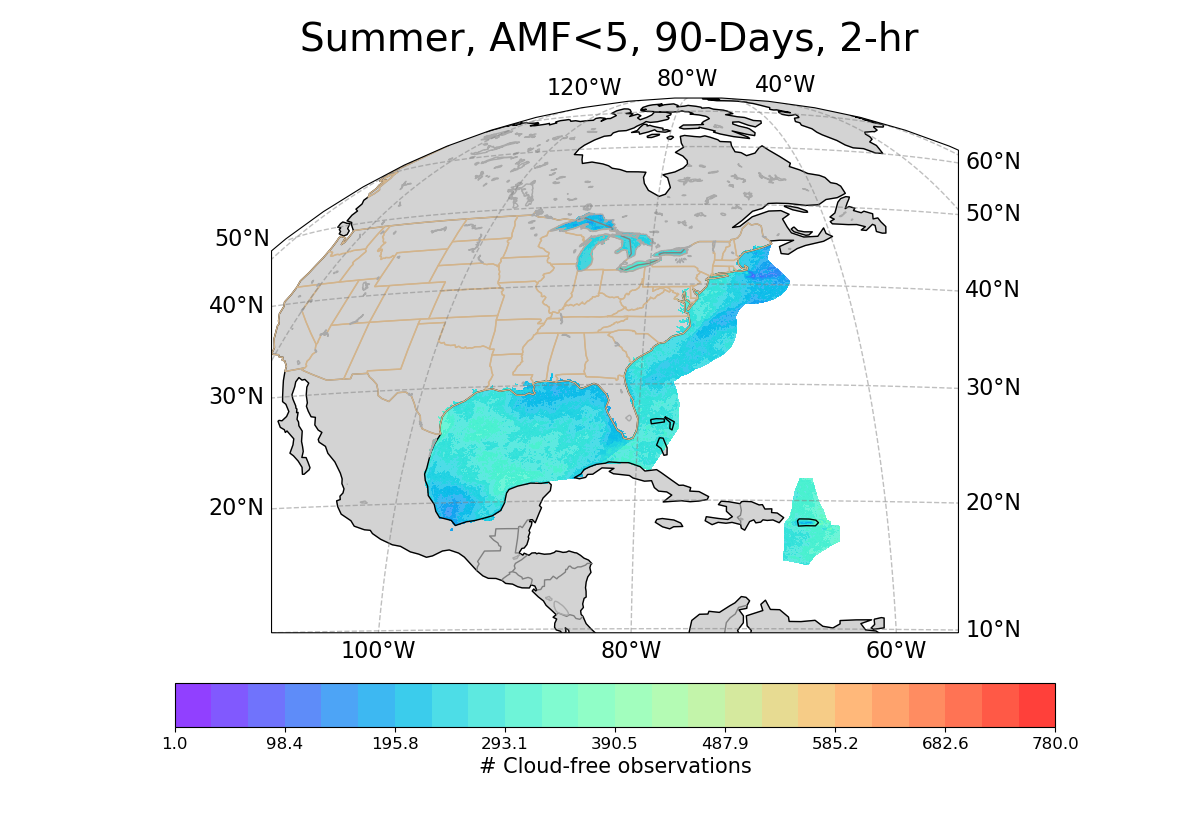 Summer, AMF<5, 90-Days, 2-hr
120°W 80°W 40°W
60°N
50°N
50°N
40°N
40°N
30°N
30°N
20°N
20°N
10°N
100°W 80°W 60°W
1.0 98.4 195.8 293.1 390.5 487.9 585.2 682.6 780.0
# Cloud-free observations